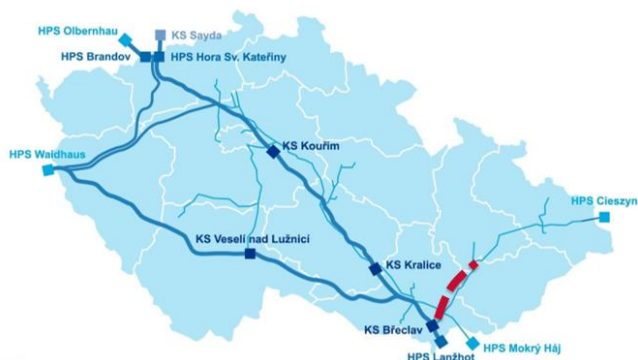 HPS Olbernhau
KS Sayda
HPS Brandov
HPS Hora Sv. Kateřiny
KS Kouřim
HPS Waidhaus
HPS Cieszyn
KS Veselí nad Lužnicí
KS Kralice
KS Břeclav
HPS Mokrý Háj
HPS Lanžhot